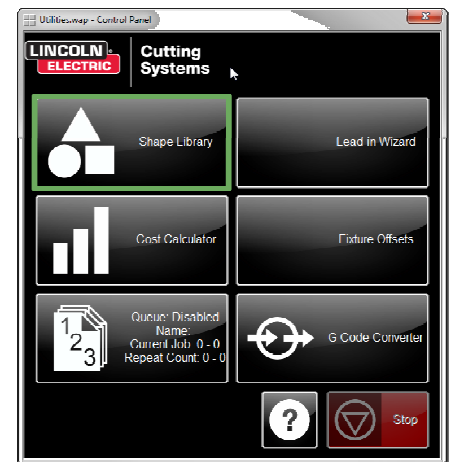 Utilities.wap - Control Panel
LINCOLN
ELECTRIC
Cutting
Systems
Shape Library
Lead in Wizard
Cost Calculator
Fixture Offsets
1
2
3
Queue: Disabled
Name:
Current Job: 0 - 0
Repeat Count: 0 - 0
G Code Converter
?
Stop